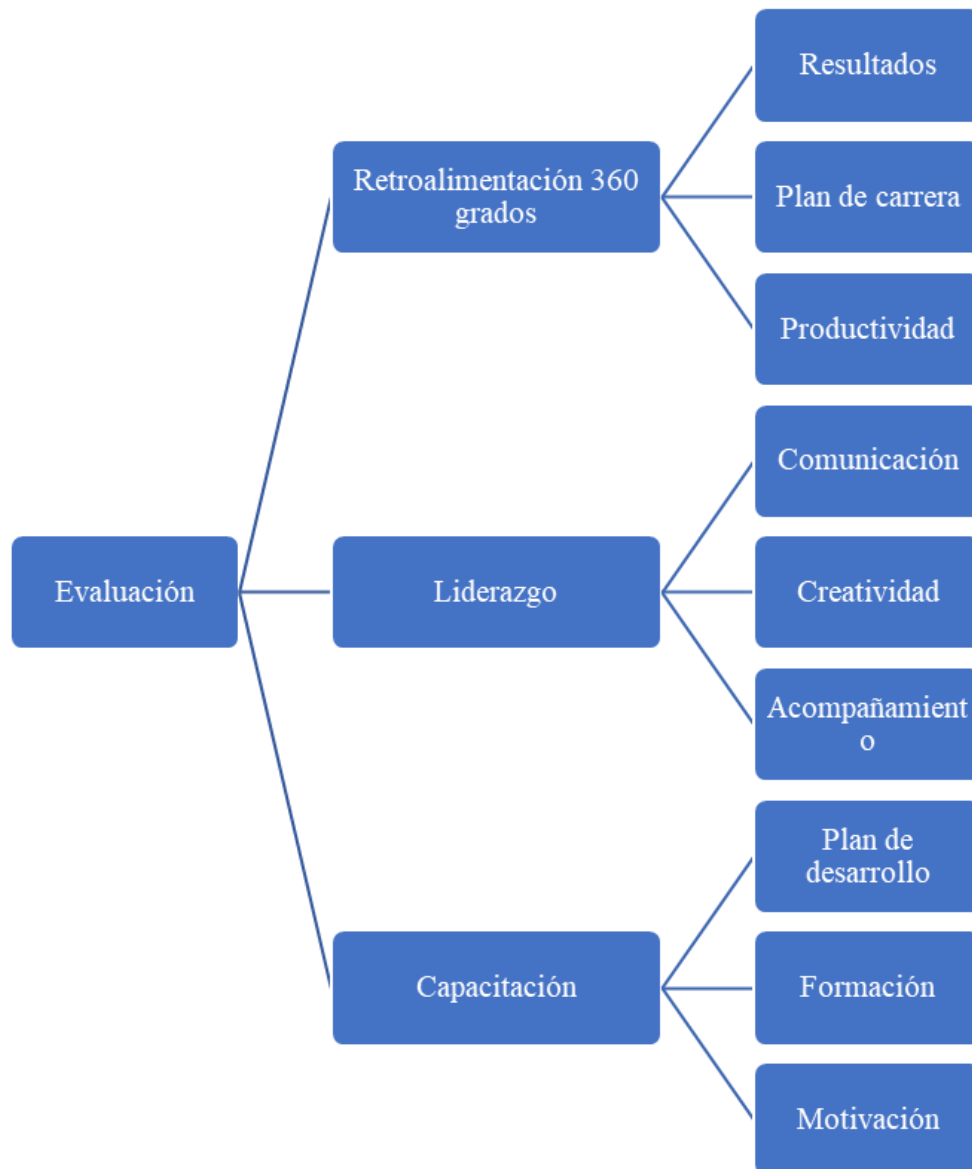 Evaluación
Retroalimentación 360
grados
Resultados
Plan de carrera
Productividad
Liderazgo
Comunicación
Creatividad
Acompañamient
o
Capacitación
Plan de
desarrollo
Formación
Motivación